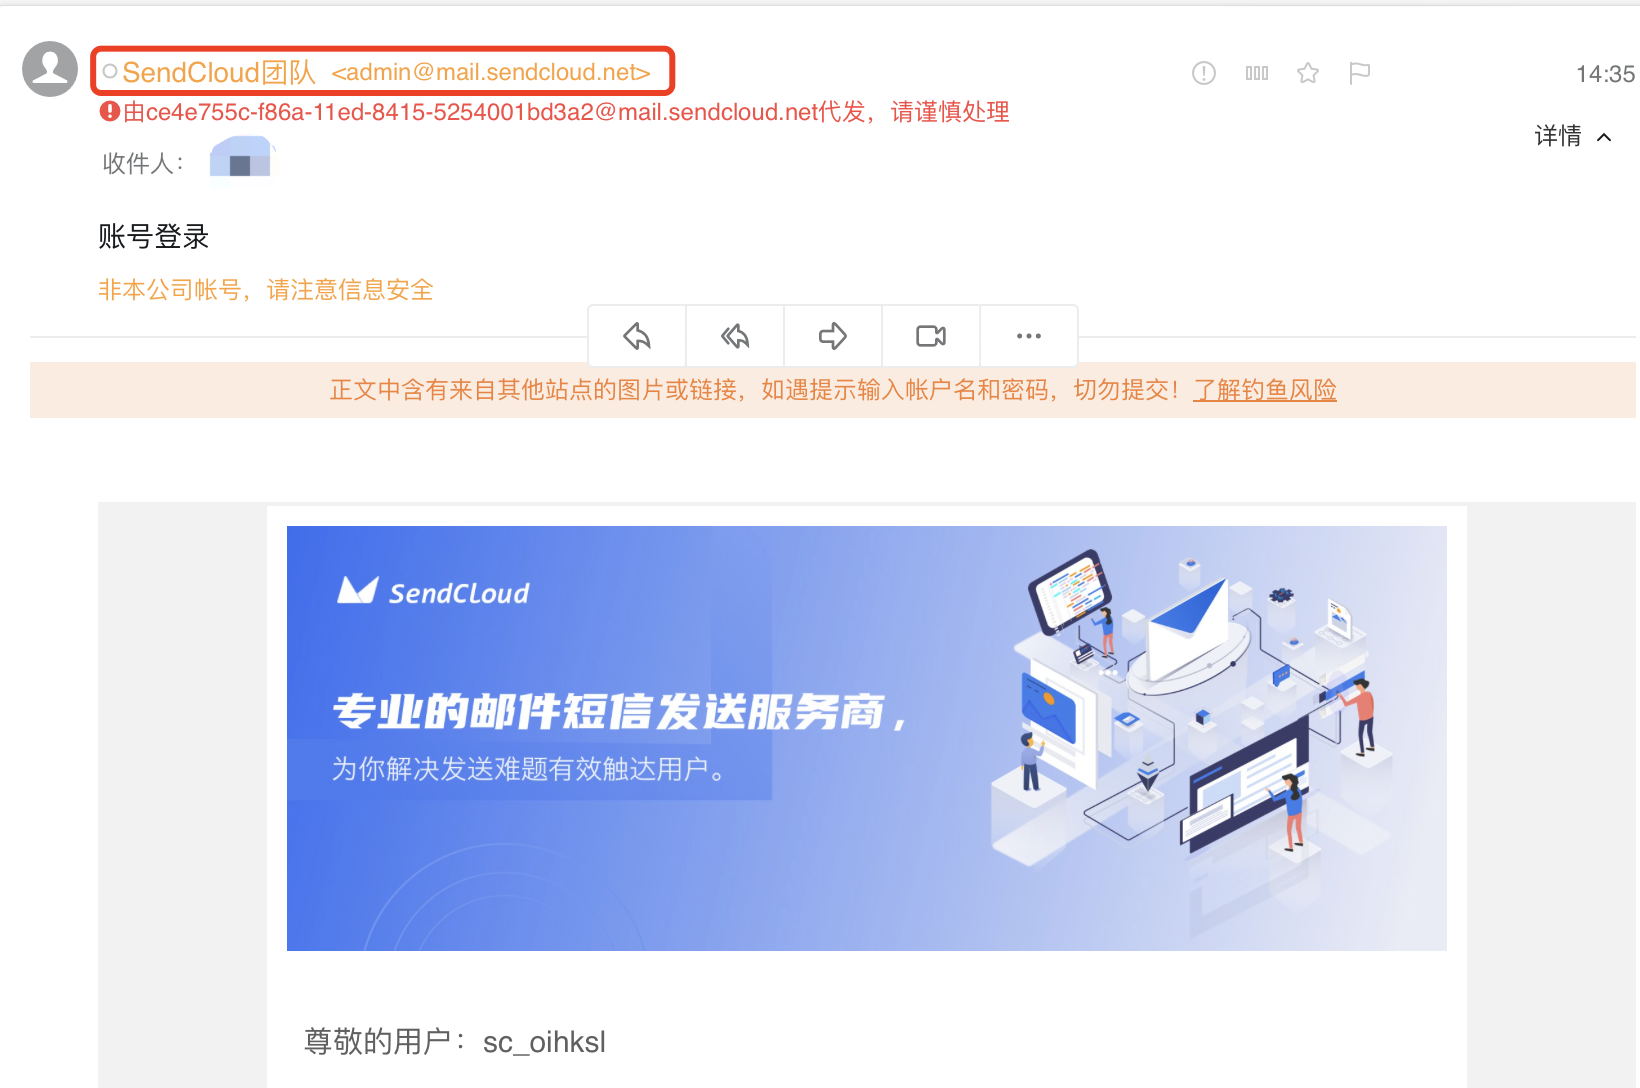 SendCloud团队 <admin@mail.sendcloud.net>
14:35
由ce4e755c-f86a-11ed-8415-5254001bd3a2@mail.sendcloud.net代发，请谨慎处理
详情
收件人：
账号登录
非本公司帐号，请注意信息安全
正文中含有来自其他站点的图片或链接，如遇提示输入帐户名和密码，切勿提交！了解钓鱼风险
SendCloud
专业的邮件短信发送服务商，
为你解决发送难题有效触达用户。
尊敬的用户：sc_oihksl